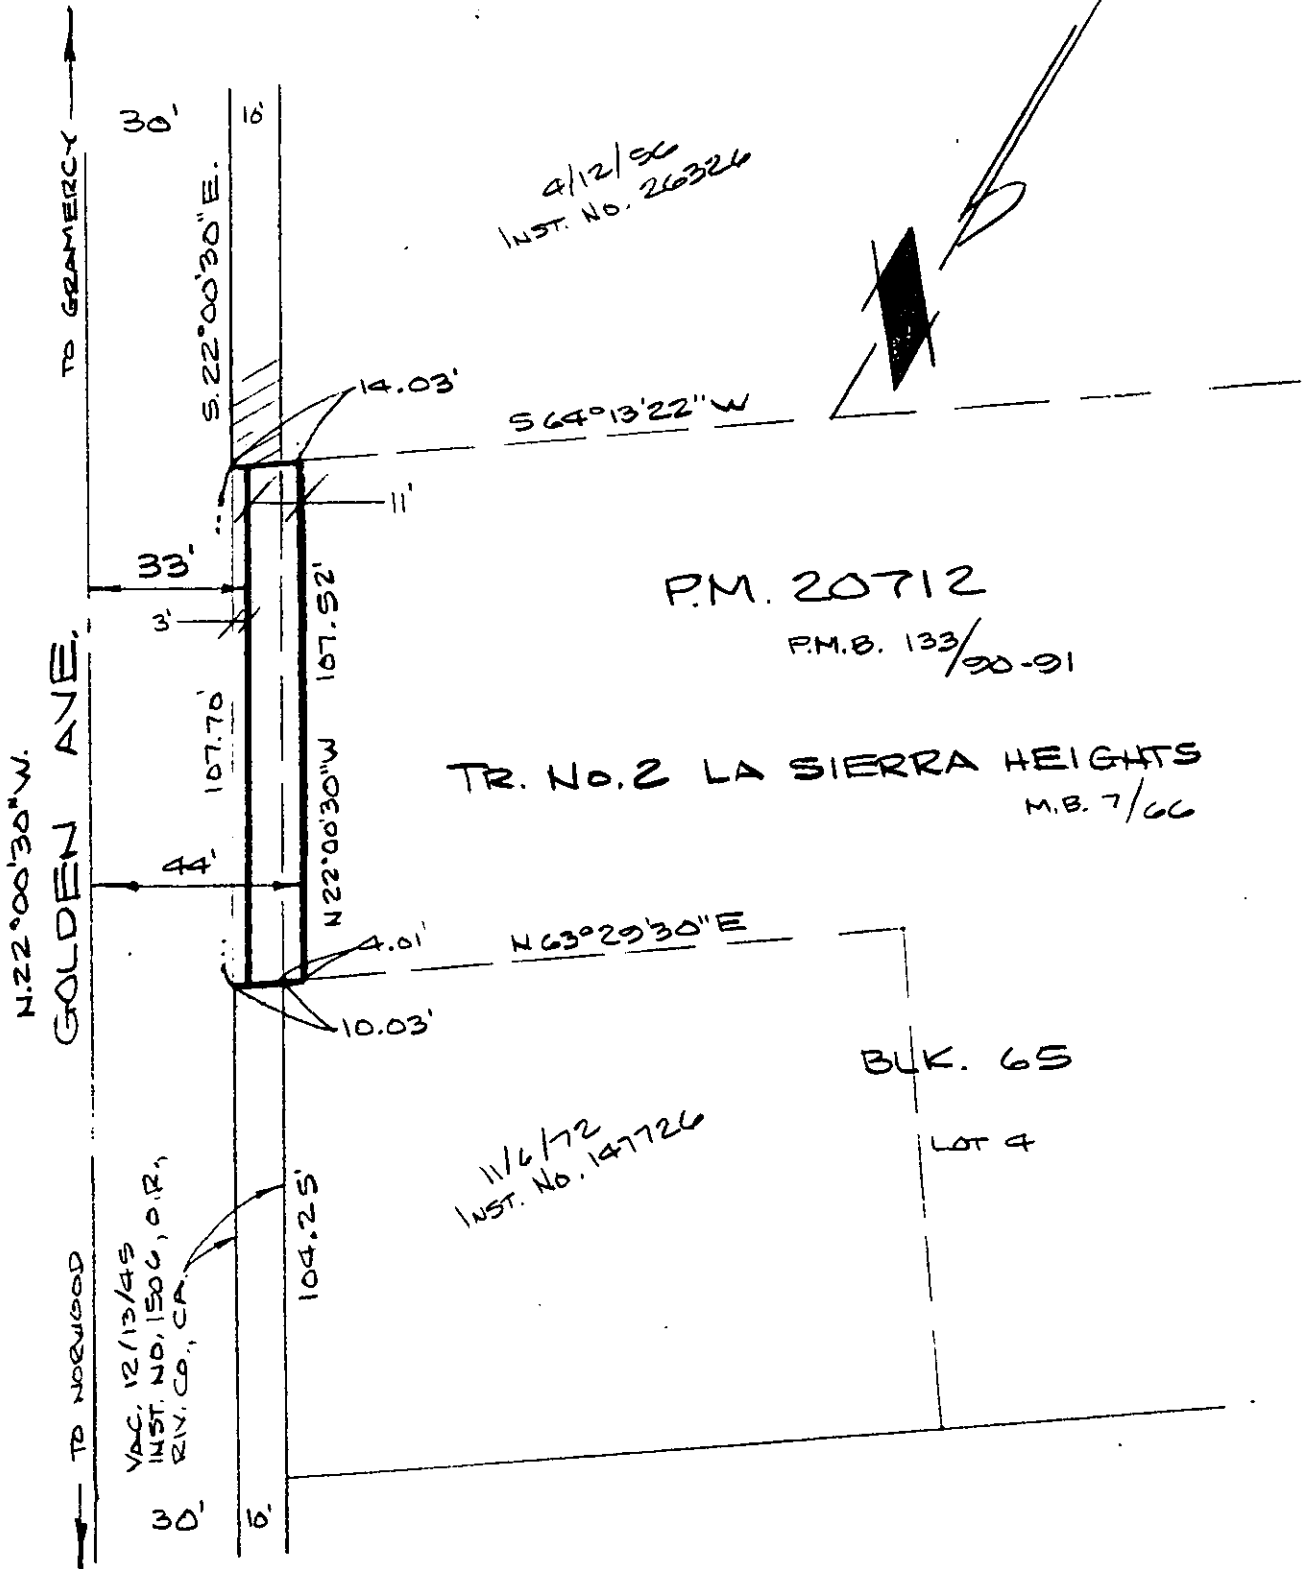 30'
10'
TO GRAMERCY
S.22°00'30"E.
4/12/56
INST. NO. 26326
14.03'
S 64°13'22" W
11'
33'
3'
107.52'
P.M. 20712
P.M.B. 133/90-91
107.70'
TR. No. 2 LA SIERRA HEIGHTS
M.B. 7/66
N.22°00'30"W.
GOLDEN AVE.
44'
N 22°00'30"W
4.01'
N 63°29'30" E
10.03'
BLK. 65
LOT 4
11/6/72
INST. No. 147726
104.25'
VAC. 12/13/45
INST. NO. 1506, O.R.,
RIV. CO., CA.
TO NORWOOD
30'
10'